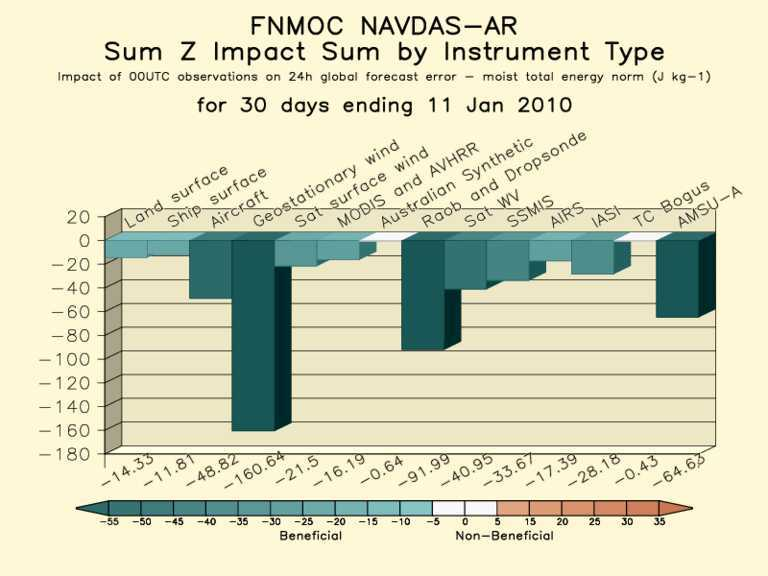 FNMOC NAVDAS-AR
Sum Z Impact Sum by Instrument Type
Impact of 00UTC observations on 24h global forecast error - moist total energy norm (J kg-1)
for 30 days ending 11 Jan 2010
Land surface
Ship surface
Aircraft
Geostationary wind
Sat surface wind
MODIS and AVHRR
Australian Synthetic
Raob and Dropsonde
Sat WV
SSMIS
AIRS
IASI
TC Bogus
AMSU-A
20
0
-20
-40
-60
-80
-100
-120
-140
-160
-180
-14.33 -11.81 -48.82 -160.64 -21.5 -16.19 -0.64 -91.99 -40.95 -33.67 -17.39 -28.18 -0.43 -64.63
-55 -50 -45 -40 -35 -30 -25 -20 -15 -10 -5 0 5 15 20 25 30 35
Beneficial Non-Beneficial